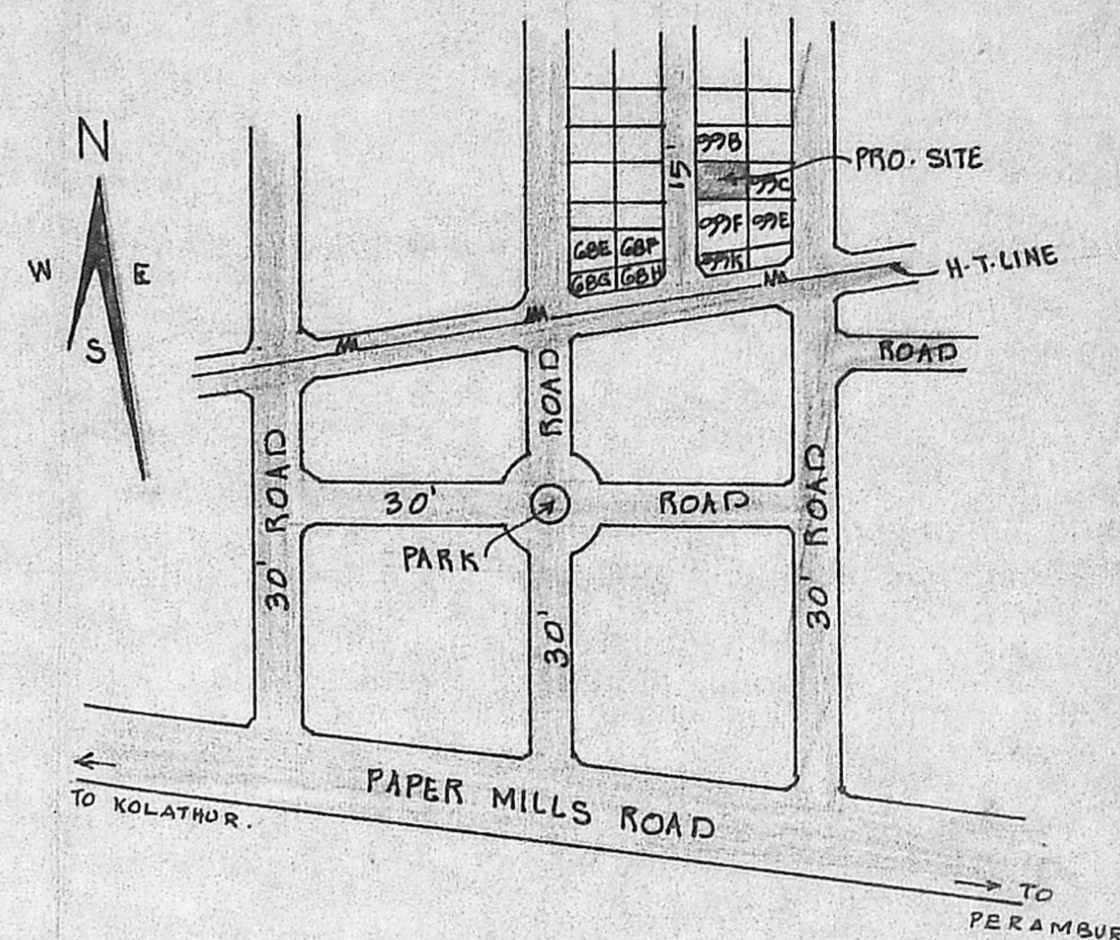 N
W
E
S
15'
99B
PRO. SITE
99C
99F
99E
99K
68E
68F
68G
68H
H.T.LINE
ROAD
ROAD
30' ROAD
30'
ROAD
PARK
30'
30' ROAD
PAPER MILLS ROAD
TO KOLATHUR.
TO
PERAMBUR